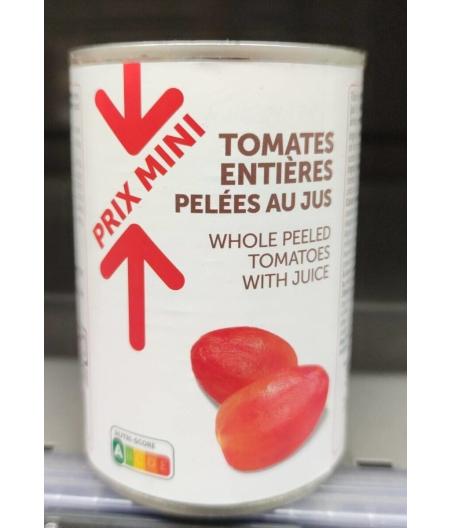 PRIX MINI
TOMATES
ENTIÈRES
PELÉES AU JUS
WHOLE PEELED
TOMATOES
WITH JUICE
NUTRI-SCORE
A B C D E